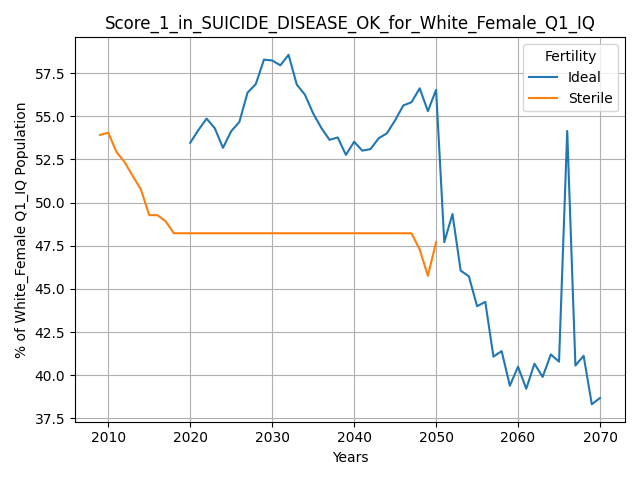 Score_1_in_SUICIDE_DISEASE_OK_for_White_Female_Q1_IQ
Fertility
Ideal
Sterile
% of White_Female Q1_IQ Population
57.5
55.0
52.5
50.0
47.5
45.0
42.5
40.0
37.5
2010 2020 2030 2040 2050 2060 2070
Years